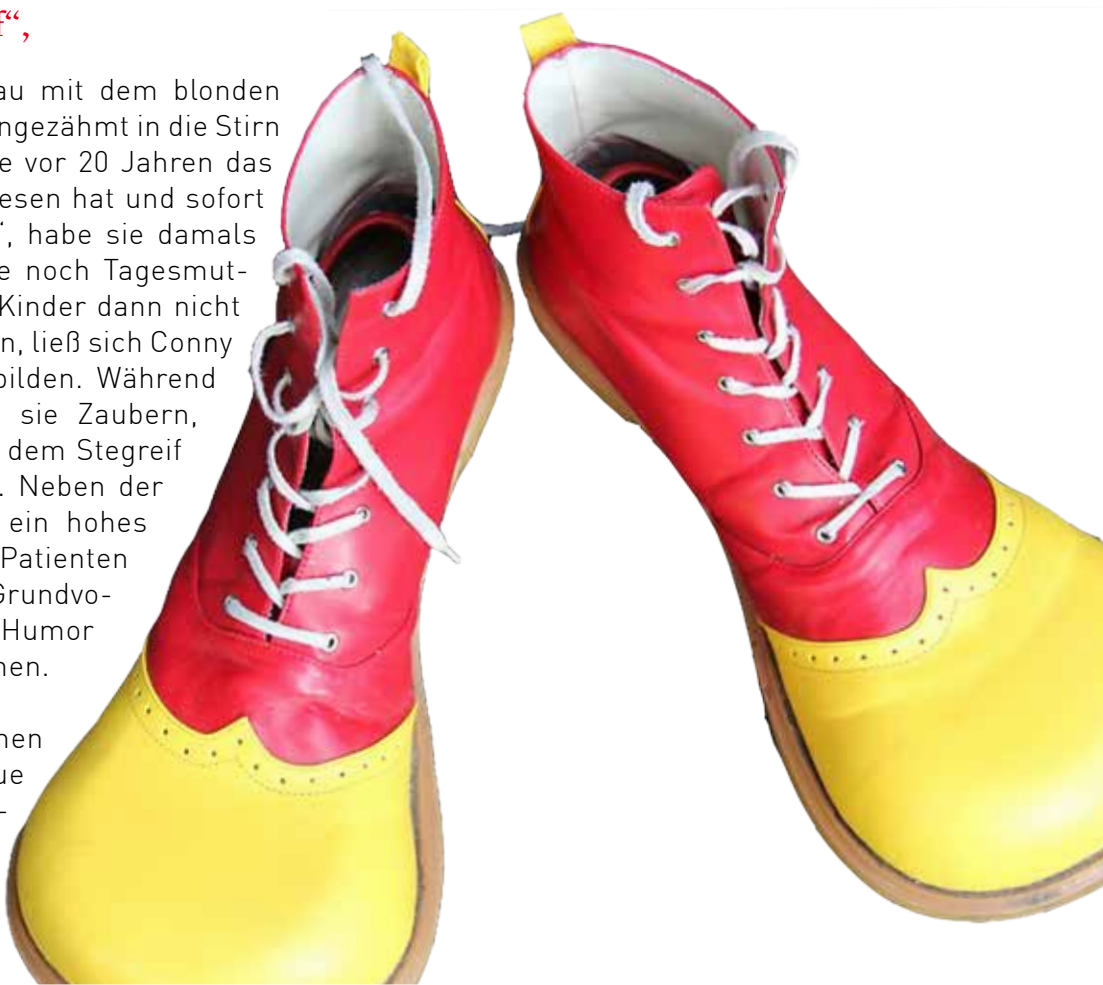 f“,
au mit dem blonden
ngezähmt in die Stirn
e vor 20 Jahren das
esen hat und sofort
“, habe sie damals
e noch Tagesmut-
Kinder dann nicht
n, ließ sich Conny
bilden. Während
sie Zaubern,
dem Stegreif
. Neben der
ein hohes
Patienten
Grundvo-
Humor
nen.
nen
ue
-